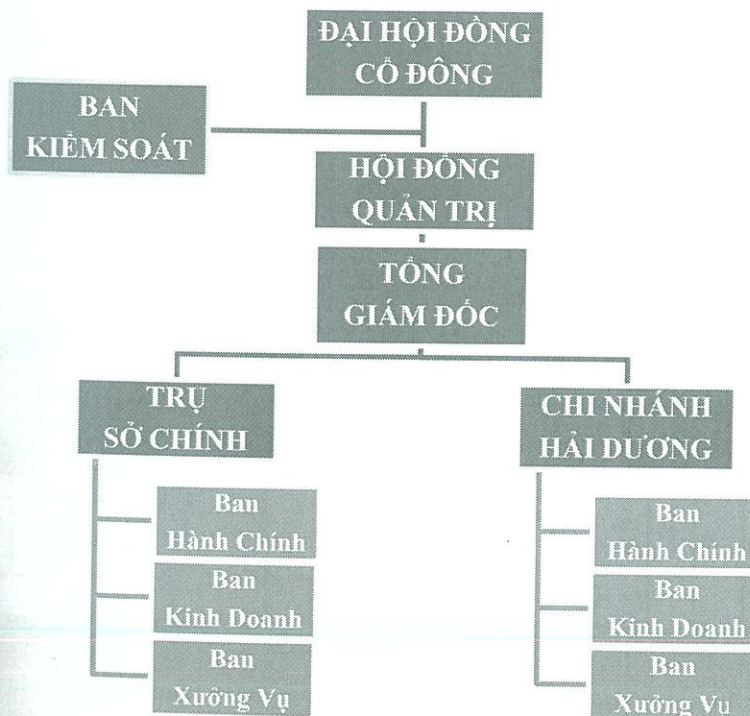 ĐẠI HỘI ĐỒNG
CỔ ĐÔNG
BAN
KIỂM SOÁT
HỘI ĐỒNG
QUẢN TRỊ
TỔNG
GIÁM ĐỐC
TRỤ
SỞ CHÍNH
Ban
Hành Chính
Ban
Kinh Doanh
Ban
Xưởng Vụ
CHI NHÁNH
HẢI DƯƠNG
Ban
Hành Chính
Ban
Kinh Doanh
Ban
Xưởng Vụ